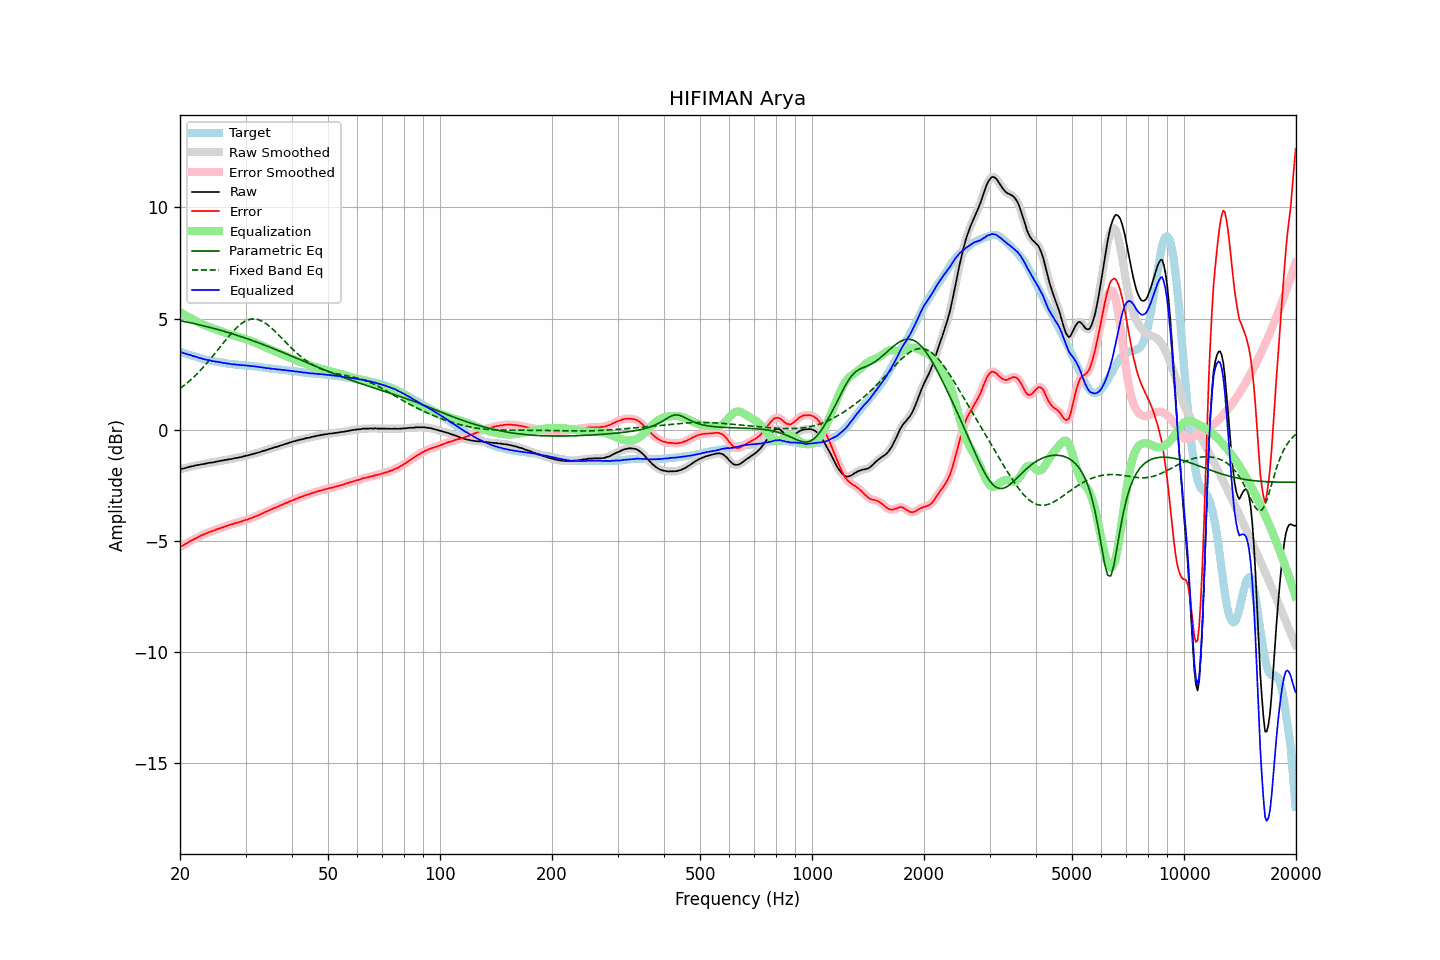 HIFIMAN Arya
Target
Raw Smoothed
Error Smoothed
Raw
Error
Equalization
Parametric Eq
Fixed Band Eq
Equalized
10
5
0
−5
−10
−15
Amplitude (dBr)
20 50 100 200 500 1000 2000 5000 10000 20000
Frequency (Hz)